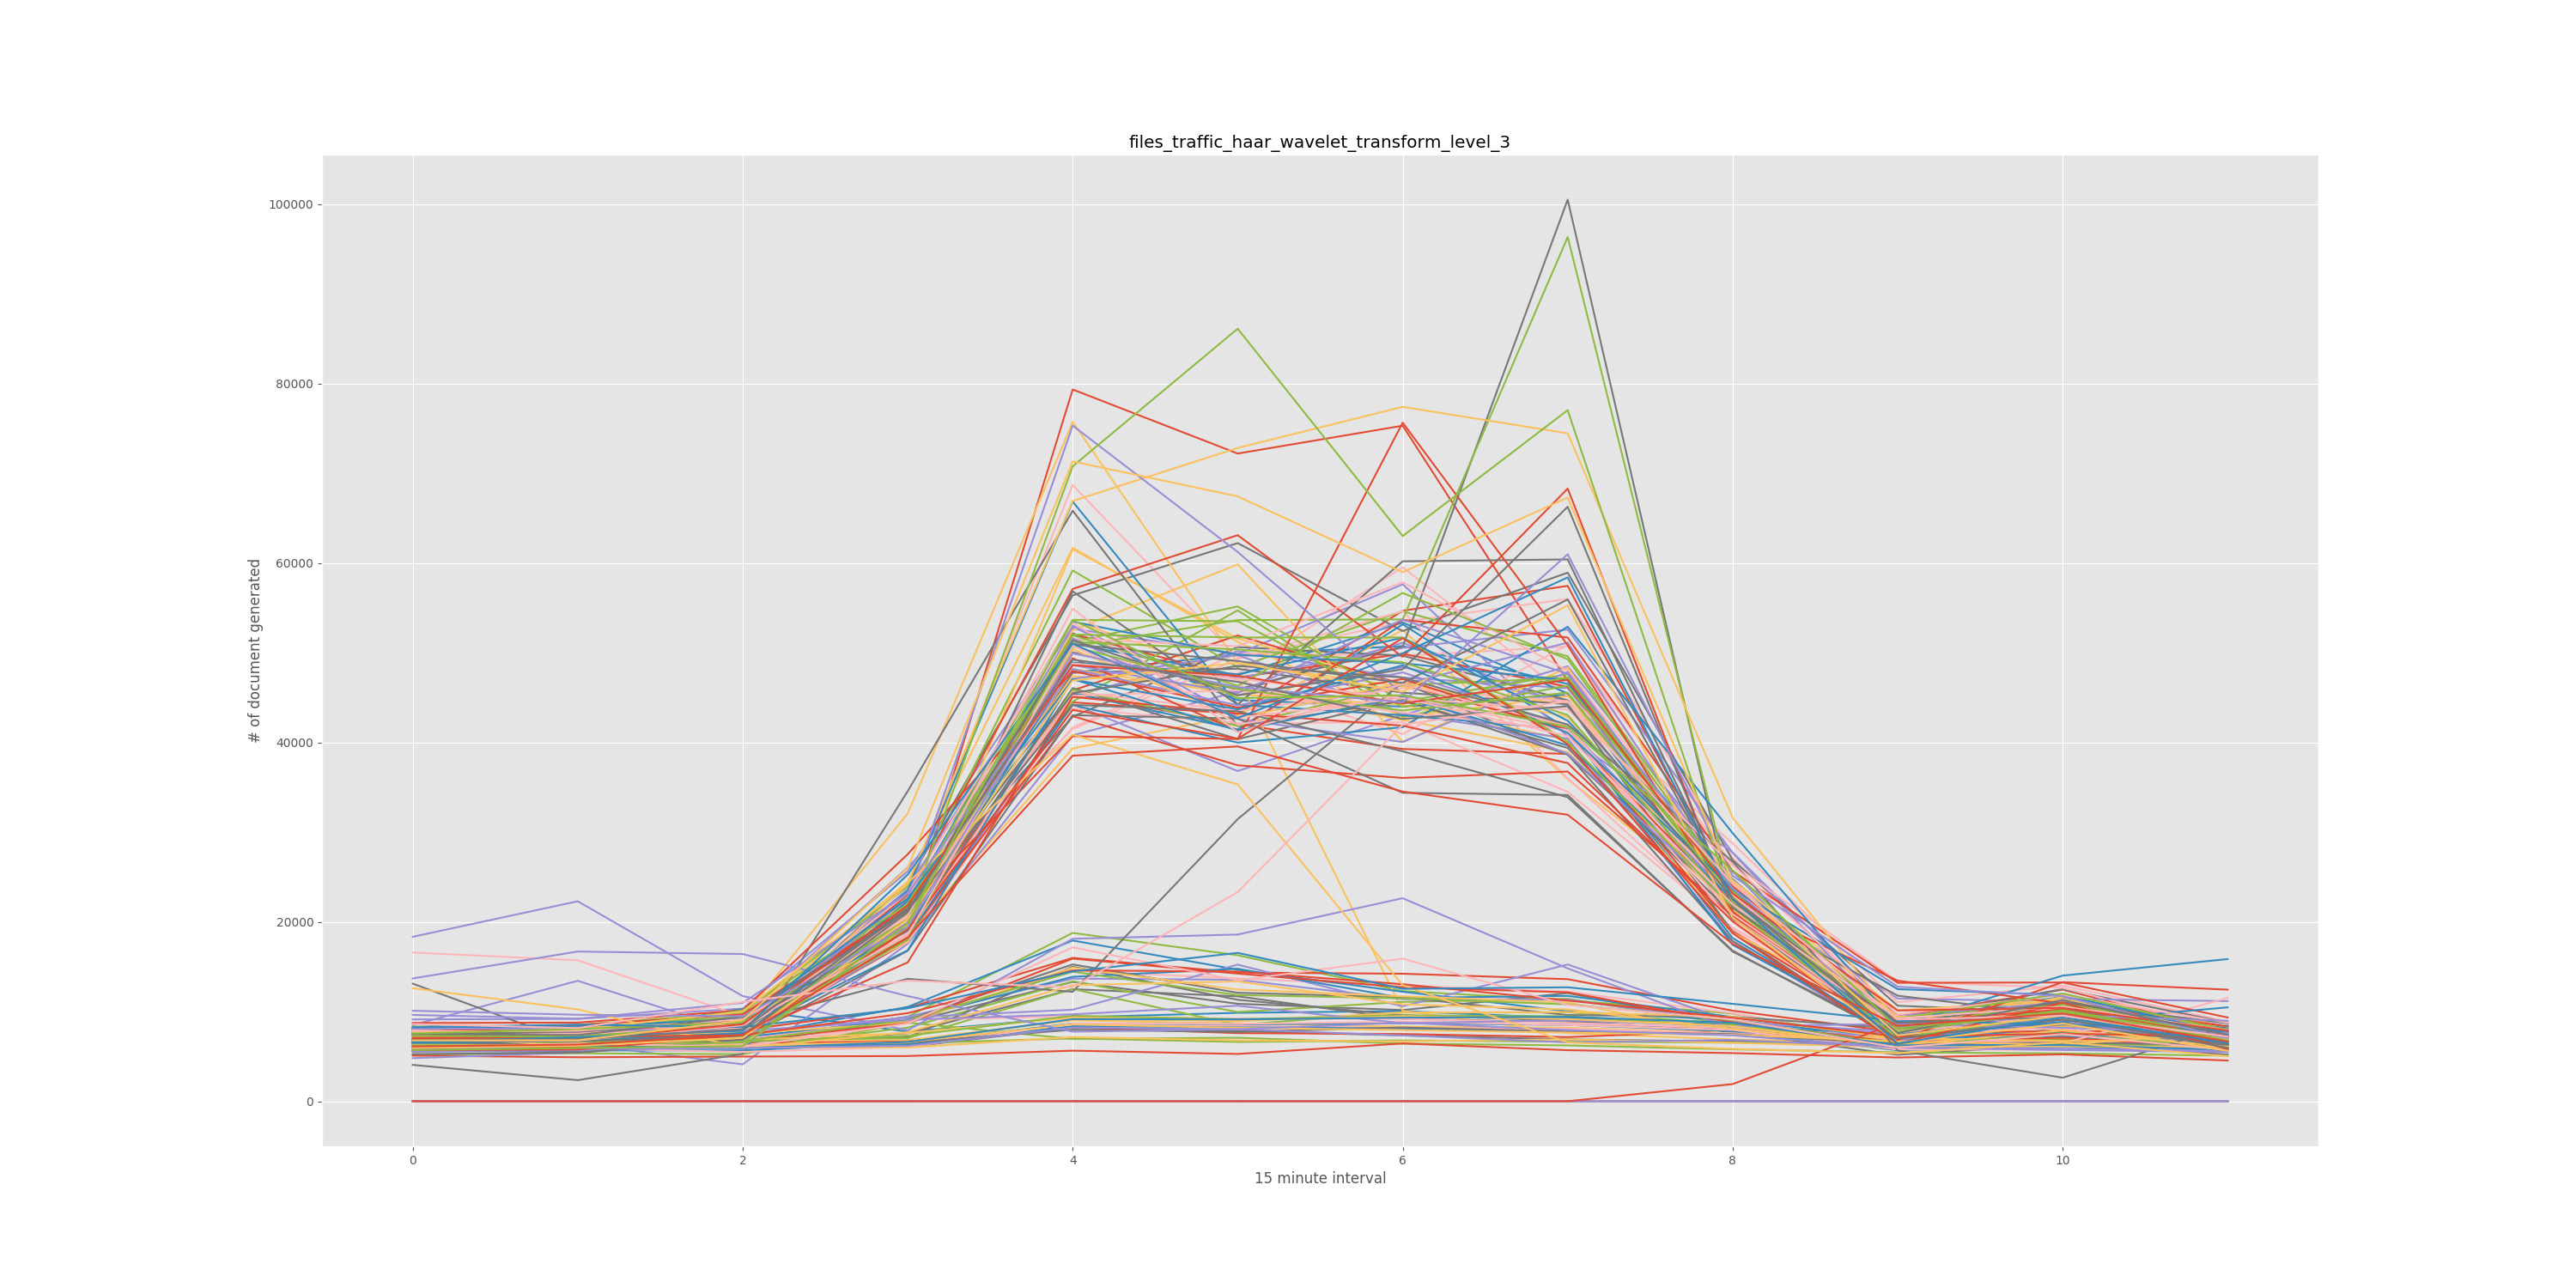 files_traffic_haar_wavelet_transform_level_3
100000
80000
60000
40000
20000
0
# of document generated
0 2 4 6 8 10
15 minute interval